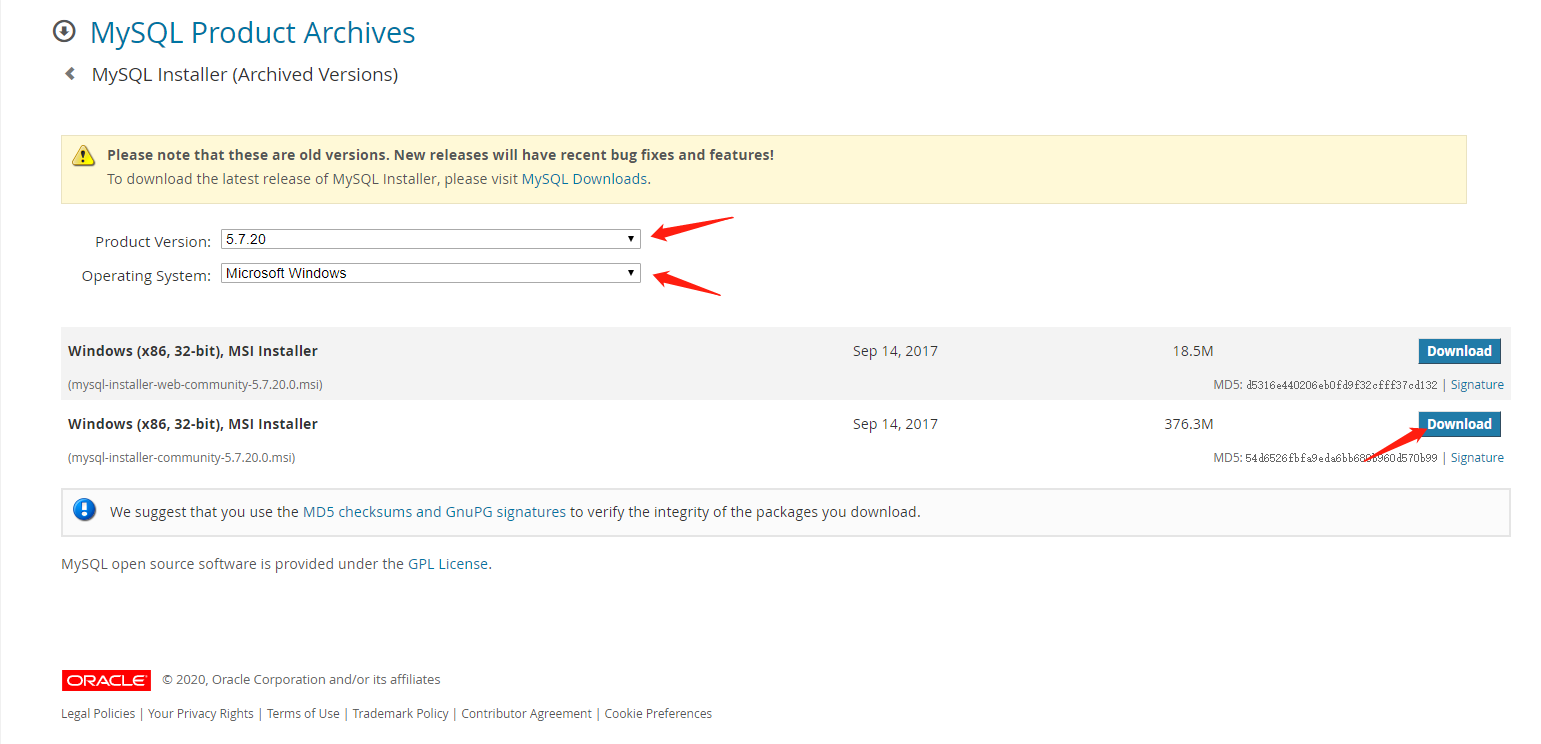 MySQL Product Archives
MySQL Installer (Archived Versions)
Please note that these are old versions. New releases will have recent bug fixes and features!
To download the latest release of MySQL Installer, please visit MySQL Downloads.
Product Version: 5.7.20
Operating System: Microsoft Windows
Windows (x86, 32-bit), MSI Installer Sep 14, 2017 18.5M Download
(mysql-installer-web-community-5.7.20.0.msi) MD5: d5316e440206eb0fd9f32cfff37cd132 | Signature
Windows (x86, 32-bit), MSI Installer Sep 14, 2017 376.3M Download
(mysql-installer-community-5.7.20.0.msi) MD5: | Signature
We suggest that you use the MD5 checksums and GnuPG signatures to verify the integrity of the packages you download.
MySQL open source software is provided under the GPL License.
ORACLE © 2020, Oracle Corporation and/or its affiliates
Legal Policies | Your Privacy Rights | Terms of Use | Trademark Policy | Contributor Agreement | Cookie Preferences